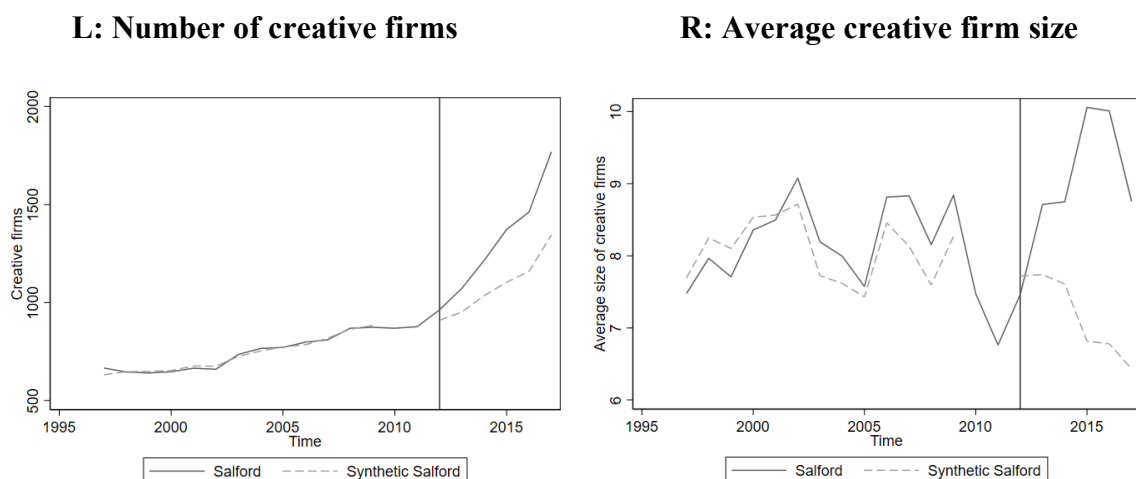 L: Number of creative firms
R: Average creative firm size
Creative firms
500
1000
1500
2000
1995
2000
2005
2010
2015
Time
Salford
Synthetic Salford
Average size of creative firms
6
7
8
9
10
1995
2000
2005
2010
2015
Time
Salford
Synthetic Salford